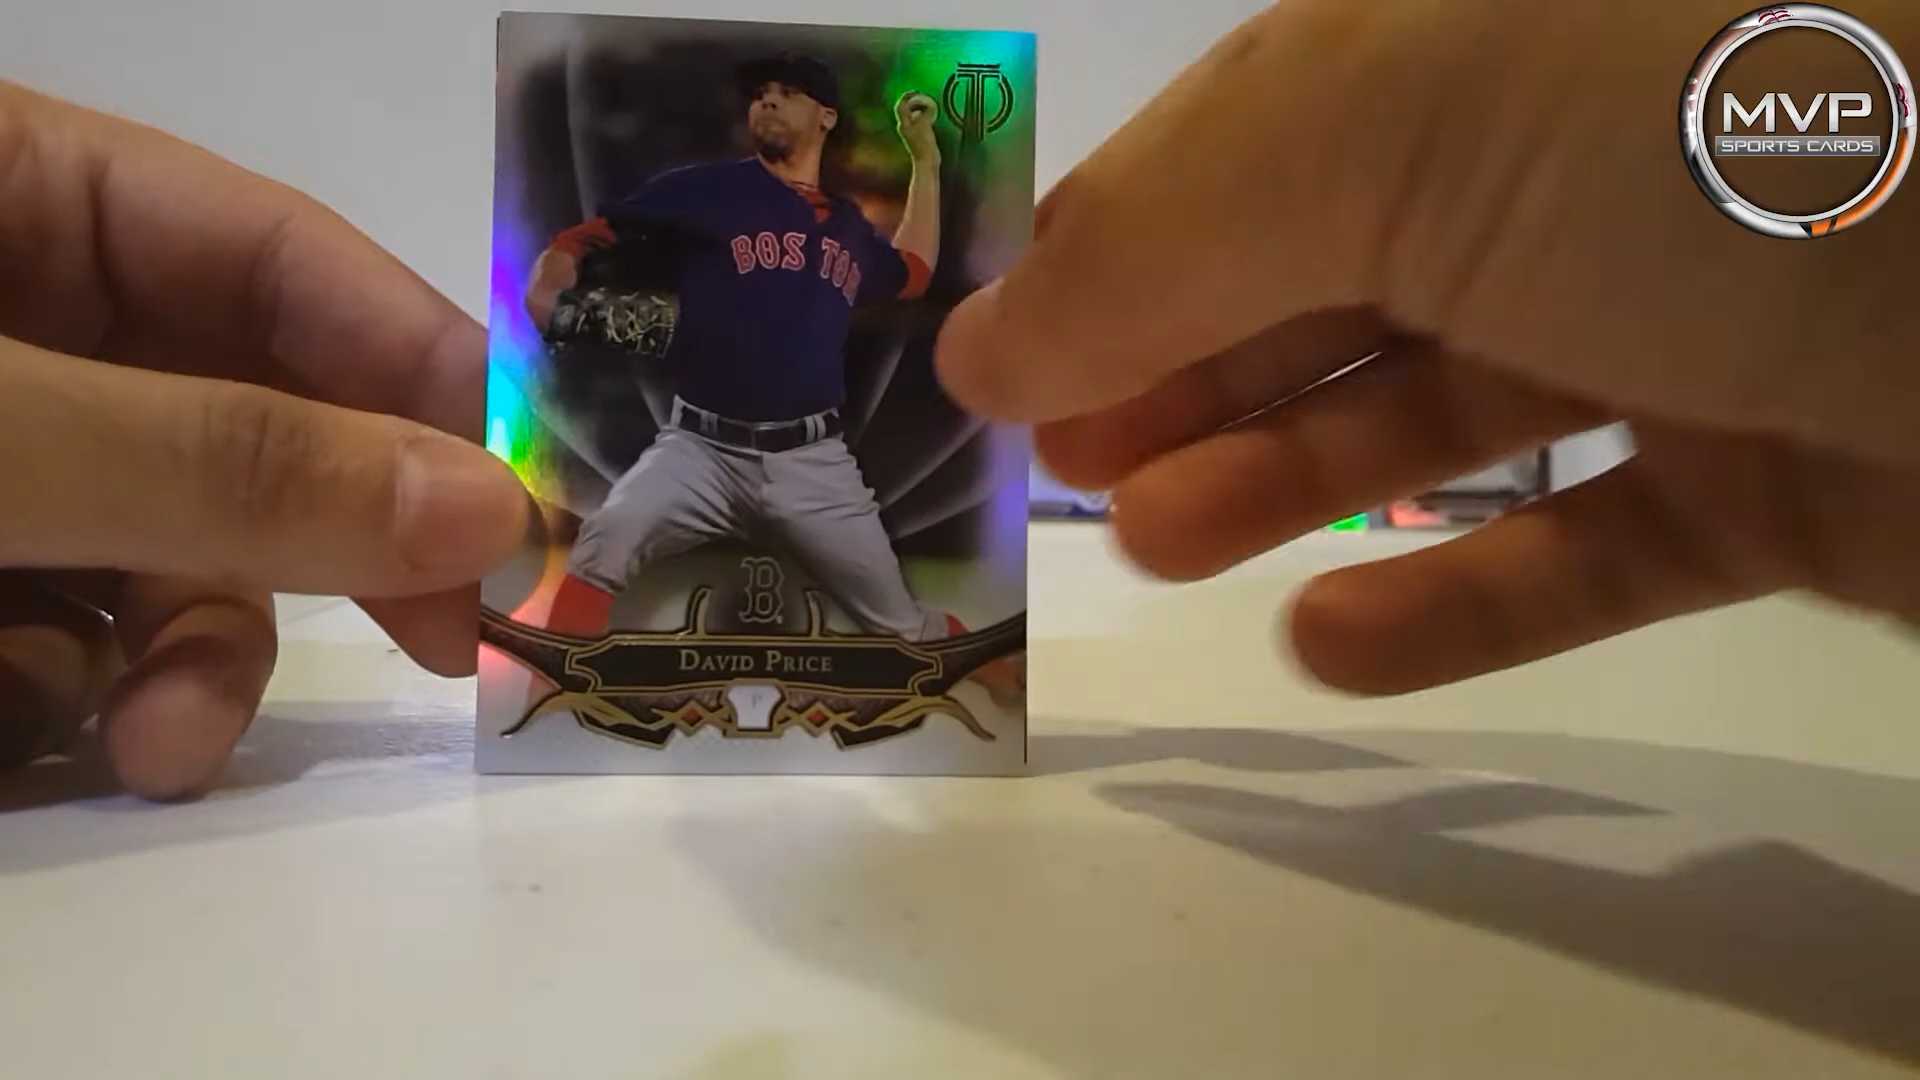 MVP
SPORTS CARDS
BOSTON
B
DAVID PRICE
P